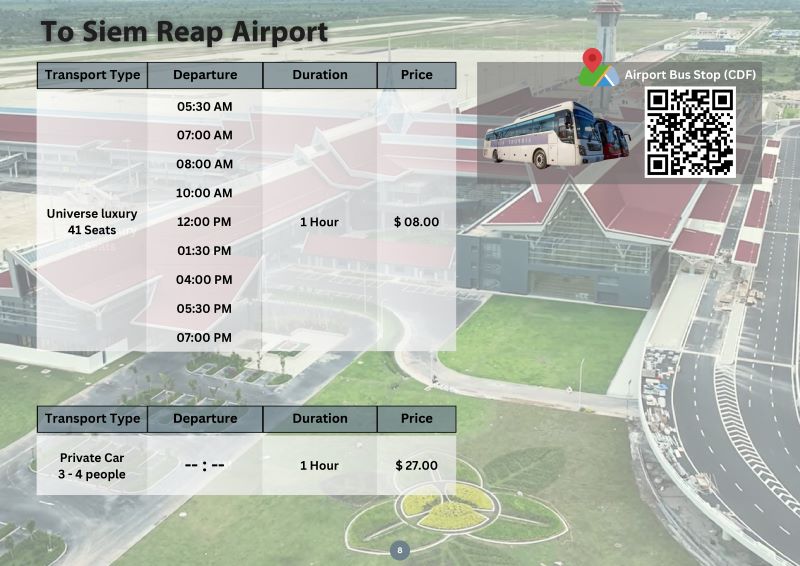 To Siem Reap Airport
Transport Type Departure Duration Price
Airport Bus Stop (CDF)
05:30 AM
07:00 AM
08:00 AM
10:00 AM
Universe luxury
41 Seats
12:00 PM
1 Hour
$ 08.00
01:30 PM
04:00 PM
05:30 PM
07:00 PM
Transport Type Departure Duration Price
Private Car
3 - 4 people
-- : --
1 Hour
$ 27.00
8